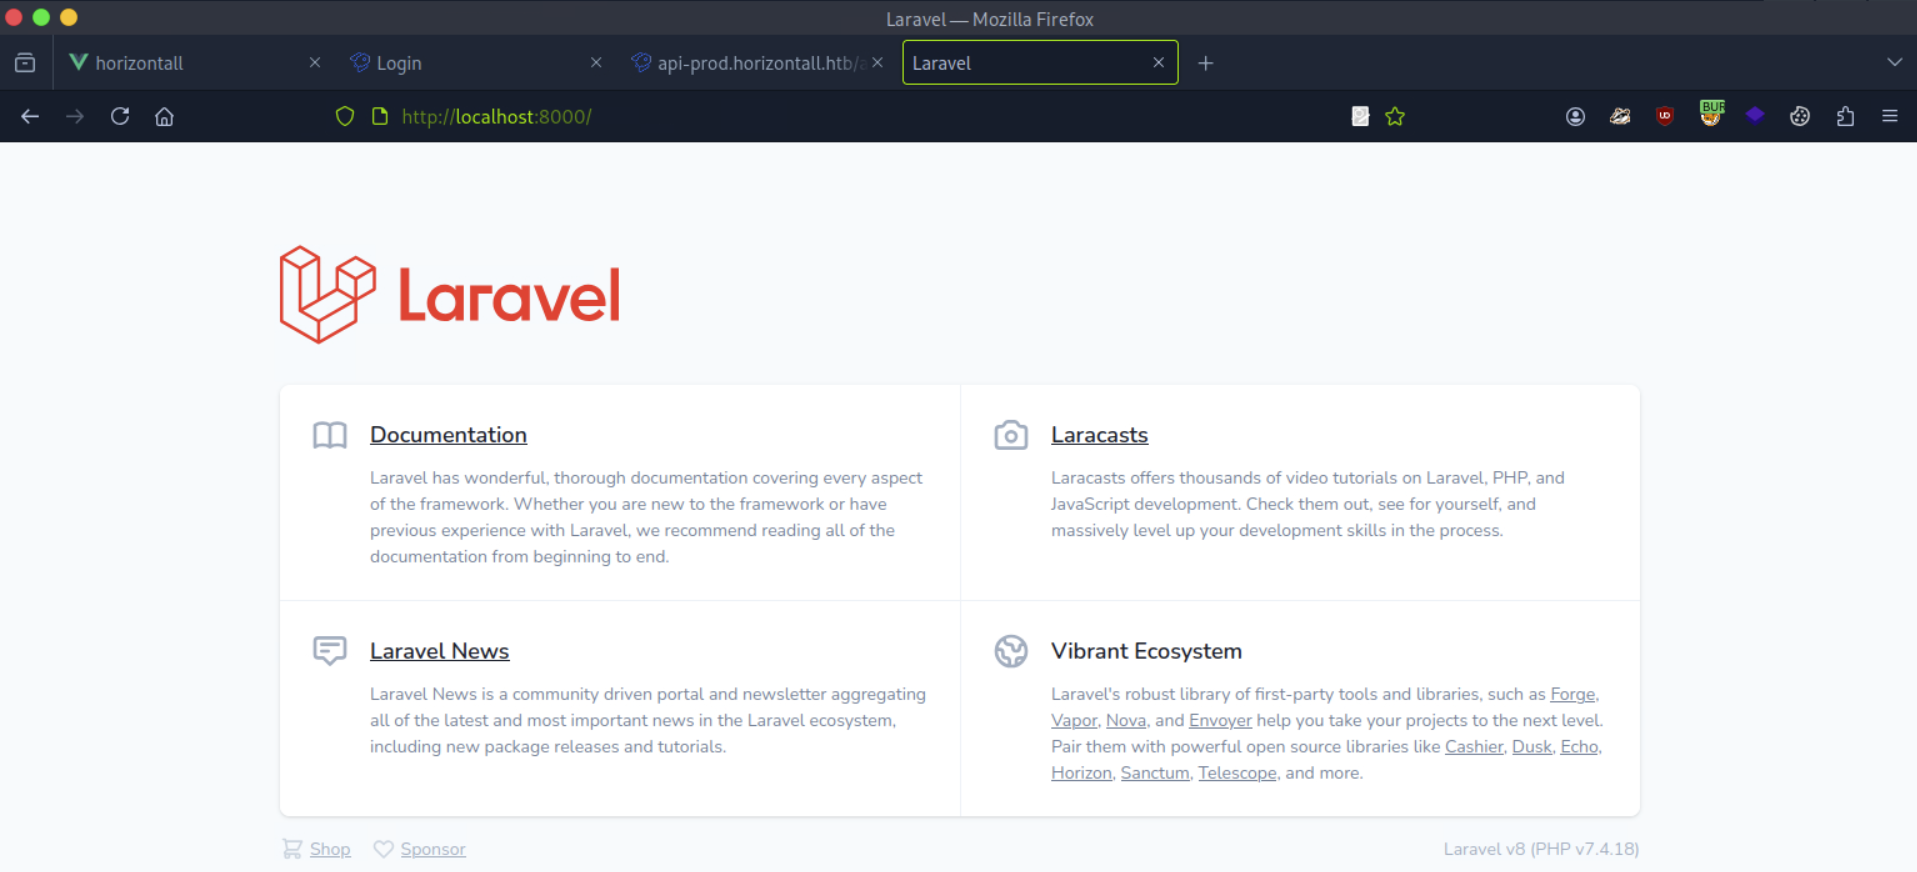 Laravel — Mozilla Firefox
horizontall
Login
api-prod.horizontall.htb/a
Laravel
http://localhost:8000/
BUR
Laravel
Documentation
Laravel has wonderful, thorough documentation covering every aspect
of the framework. Whether you are new to the framework or have
previous experience with Laravel, we recommend reading all of the
documentation from beginning to end.
Laracasts
Laracasts offers thousands of video tutorials on Laravel, PHP, and
JavaScript development. Check them out, see for yourself, and
massively level up your development skills in the process.
Laravel News
Laravel News is a community driven portal and newsletter aggregating
all of the latest and most important news in the Laravel ecosystem,
including new package releases and tutorials.
Vibrant Ecosystem
Laravel's robust library of first-party tools and libraries, such as Forge,
Vapor, Nova, and Envoyer help you take your projects to the next level.
Pair them with powerful open source libraries like Cashier, Dusk, Echo,
Horizon, Sanctum, Telescope, and more.
Shop
Sponsor
Laravel v8 (PHP v7.4.18)